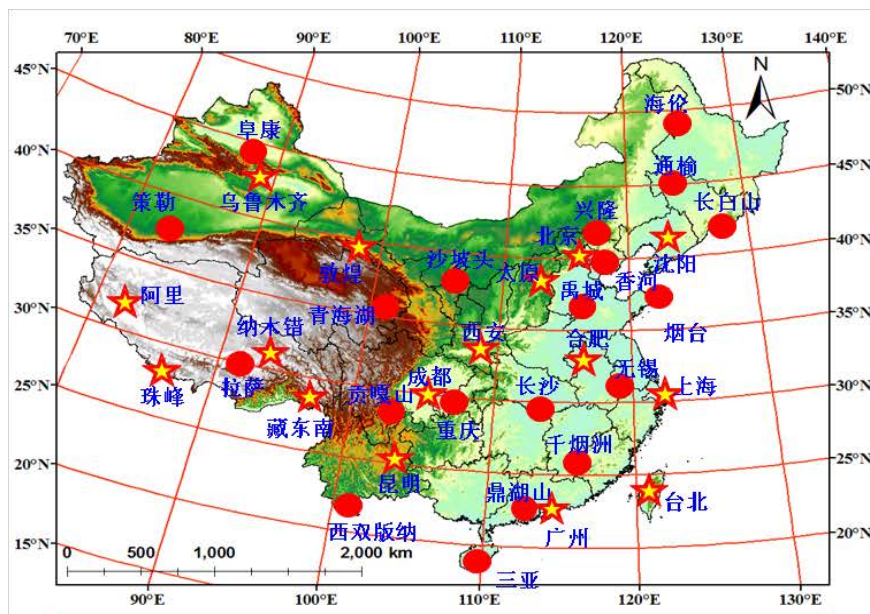 70°E 80°E 90°E 100°E 110°E 120°E 130°E 140°E
45°N
50°N
N
海伦
阜康
40°N
通榆
45°N
策勒
乌鲁木齐
兴隆
长白山
35°N
北京
沈阳
40°N
敦煌
沙坡头
太原
香河
阿里
青海湖
禹城
30°N
纳木错
西安
合肥
烟台
35°N
珠峰
拉萨
成都
长沙
无锡
上海
25°N
贡嘎山
重庆
30°N
藏东南
千烟洲
20°N
昆明
鼎湖山
台北
25°N
西双版纳
广州
15°N
20°N
0 500 1,000 2,000 km
三亚
90°E 100°E 110°E 120°E 130°E